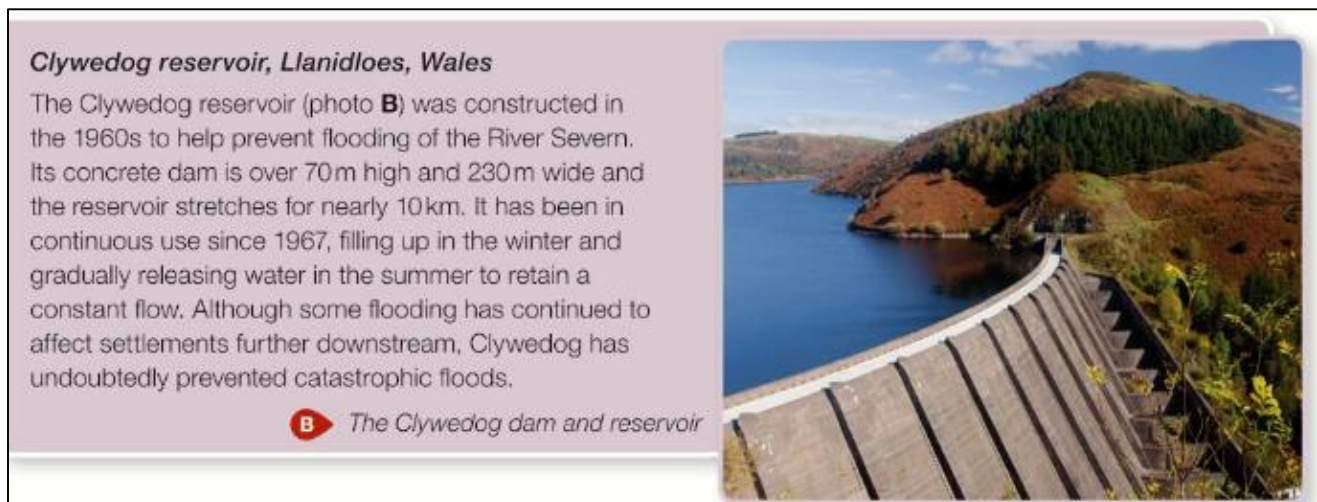 Clywedog reservoir, Llanidloes, Wales
The Clywedog reservoir (photo B) was constructed in
the 1960s to help prevent flooding of the River Severn.
Its concrete dam is over 70m high and 230m wide and
the reservoir stretches for nearly 10km. It has been in
continuous use since 1967, filling up in the winter and
gradually releasing water in the summer to retain a
constant flow. Although some flooding has continued to
affect settlements further downstream, Clywedog has
undoubtedly prevented catastrophic floods.
B The Clywedog dam and reservoir